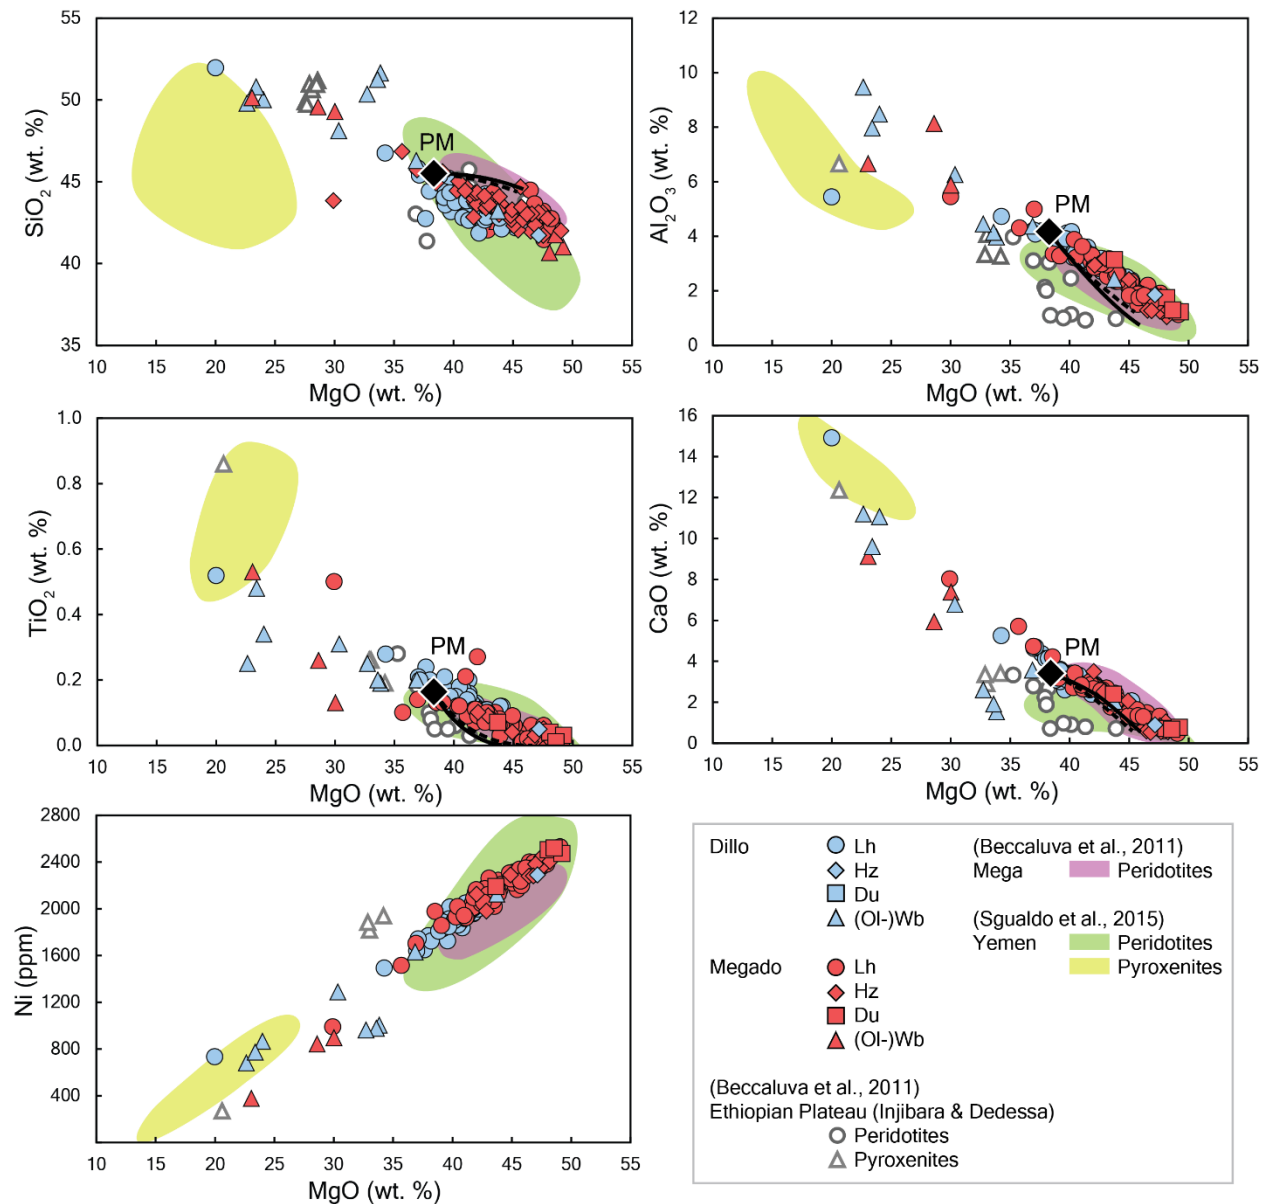 55
50
45
40
35
SiO2 (wt. %)
PM
10 15 20 25 30 35 40 45 50 55
MgO (wt. %)
12
10
8
6
4
2
0
Al2O3 (wt. %)
PM
10 15 20 25 30 35 40 45 50 55
MgO (wt. %)
1.0
0.8
0.6
0.4
0.2
0.0
TiO2 (wt. %)
PM
10 15 20 25 30 35 40 45 50 55
MgO (wt. %)
16
14
12
10
8
6
4
2
0
CaO (wt. %)
PM
10 15 20 25 30 35 40 45 50 55
MgO (wt. %)
2800
2400
2000
1600
1200
800
400
Ni (ppm)
10 15 20 25 30 35 40 45 50 55
MgO (wt. %)
Dillo
Lh
Hz
Du
(Ol-)Wb
Megado
Lh
Hz
Du
(Ol-)Wb
(Beccaluva et al., 2011)
Mega Peridotites
(Sgualdo et al., 2015)
Yemen Peridotites
Pyroxenites
(Beccaluva et al., 2011)
Ethiopian Plateau (Injibara & Dedessa)
Peridotites
Pyroxenites